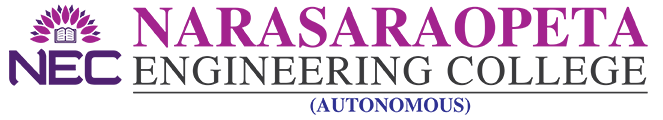 NEC
NARASARAOPETA
ENGINEERING COLLEGE
(AUTONOMOUS)